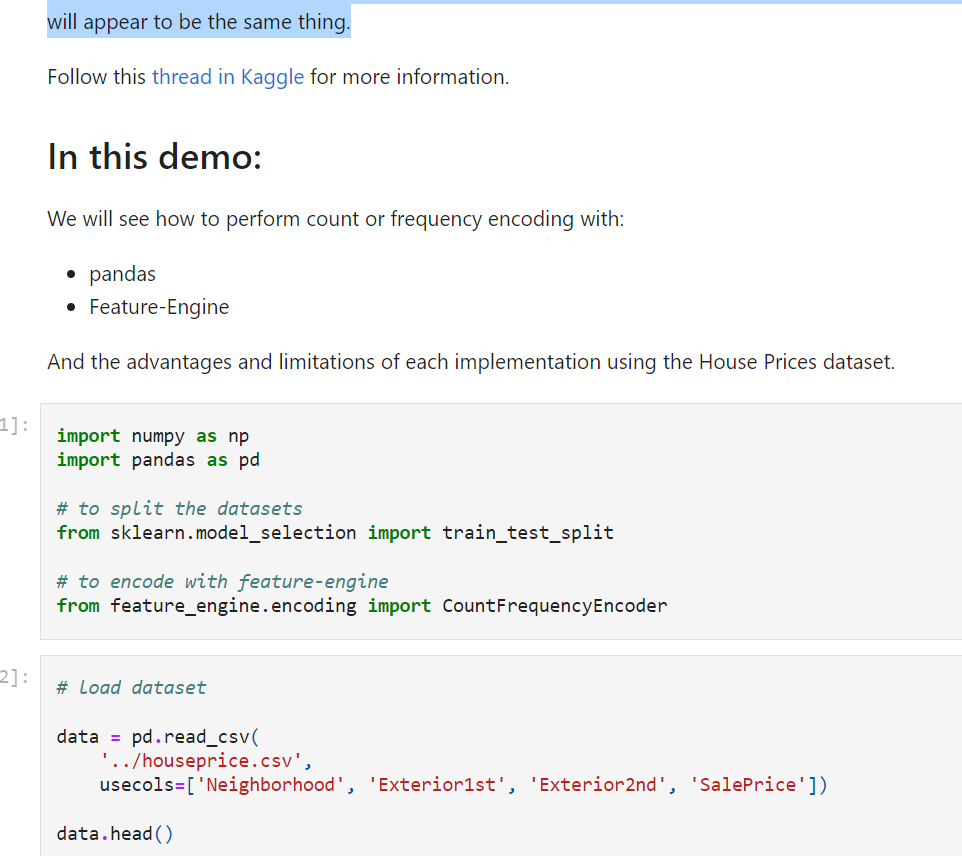 will appear to be the same thing.
Follow this thread in Kaggle for more information.
In this demo:
We will see how to perform count or frequency encoding with:
• pandas
• Feature-Engine
And the advantages and limitations of each implementation using the House Prices dataset.
1]:
import numpy as np
import pandas as pd
# to split the datasets
from sklearn.model_selection import train_test_split
# to encode with feature-engine
from feature_engine.encoding import CountFrequencyEncoder
2]:
# load dataset
data = pd.read_csv(
'../houseprice.csv',
usecols=['Neighborhood', 'Exterior1st', 'Exterior2nd', 'SalePrice'])
data.head()